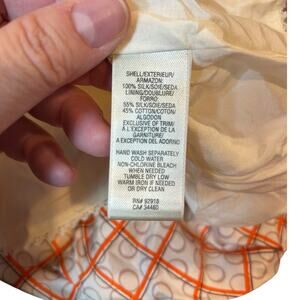 SHELL/EXTERIEUR/
ARMAZON:
100% SILK/SOIE/SEDA
LINING/DOUBLURE/
FORRO:
55% SILK/SOIE/SEDA
45% COTTON/COTON/
ALGODON
EXCLUSIVE OF TRIM/
A L'EXCEPTION DE LA
GARNITURE/
A EXCEPTION DEL ADORNO
HAND WASH SEPARATELY
COLD WATER
NON-CHLORINE BLEACH
WHEN NEEDED
TUMBLE DRY LOW
WARM IRON IF NEEDED
OR DRY CLEAN
RN# 92918
CA# 34480